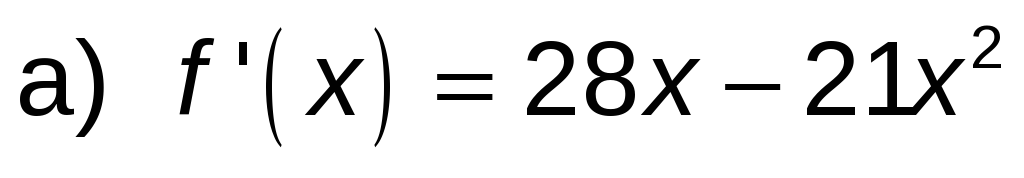 a) f '(x) = 28x − 21x²